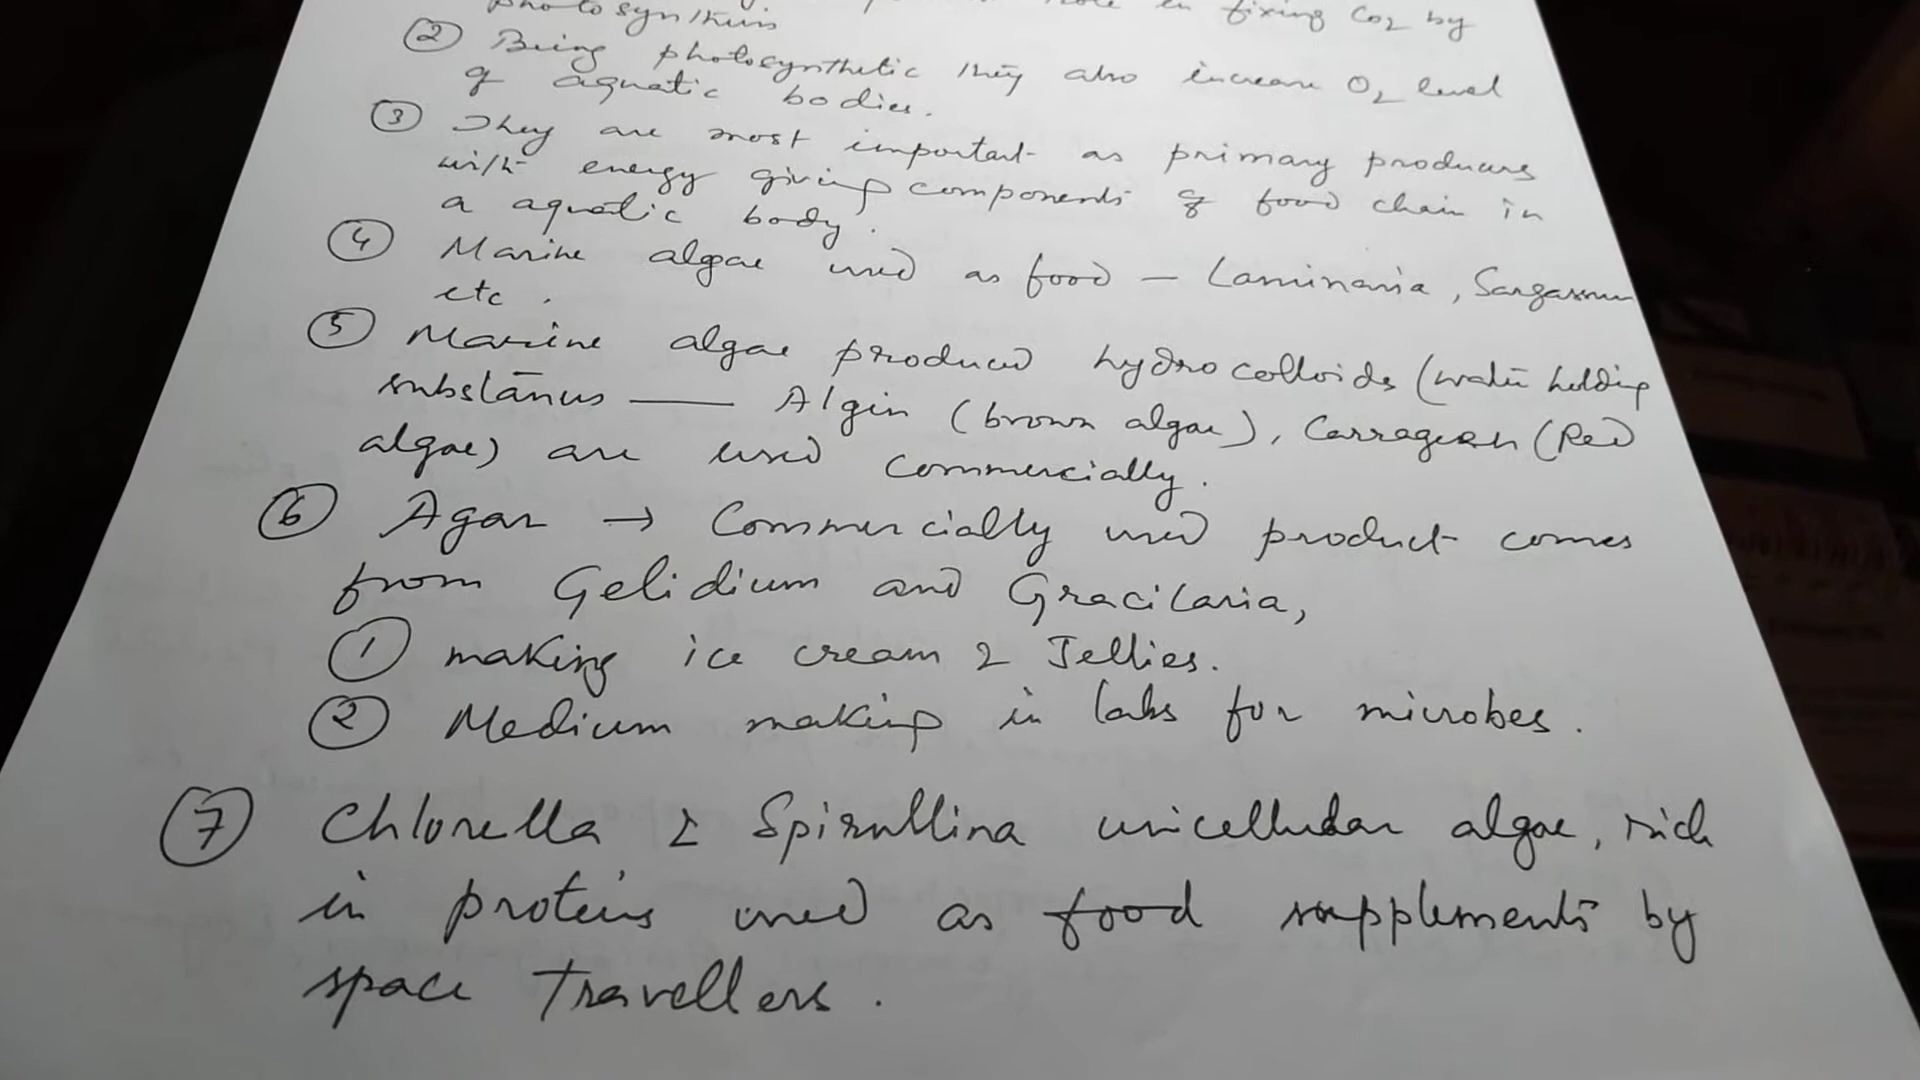 role in fixing CO2 by
photosynthesis
② Being photosynthetic they also increase O2 level
of aquatic bodies.
③ They are most important as primary producers
with energy giving components of food chain in
a aquatic body.
④ Marine algae used as food — Laminaria, Sargassum
etc.
⑤ Marine algae produced hydrocolloids (water holding
substances — Algin (brown algae), Carrageen (Red
algae) are used commercially.
⑥ Agar → Commercially used product comes
from Gelidium and Gracilaria,
① making ice cream & Jellies.
② Medium making in labs for microbes.
⑦ Chlorella & Spirullina unicellular algae, rich
in proteins used as food supplements by
space travellers.